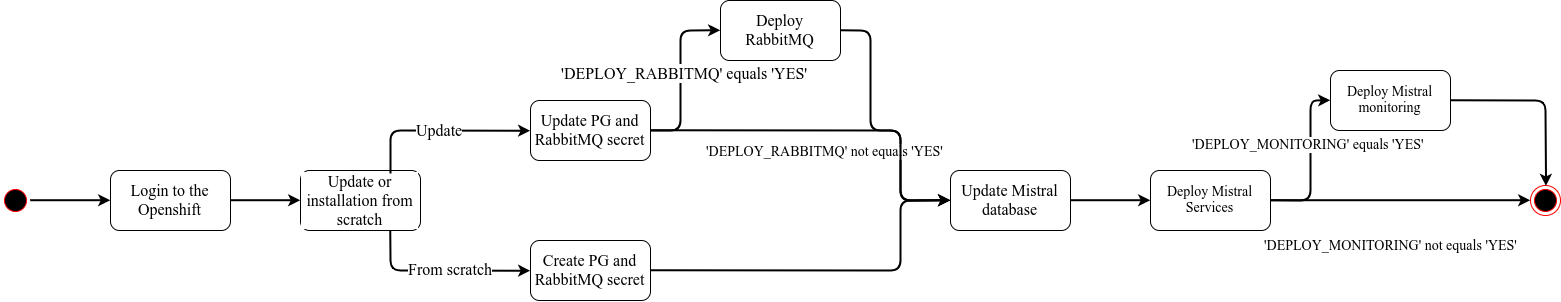 Login to the
Openshift
Update or
installation from
scratch
Update
Update PG and
RabbitMQ secret
'DEPLOY_RABBITMQ' equals 'YES'
Deploy
RabbitMQ
'DEPLOY_RABBITMQ' not equals 'YES'
From scratch
Create PG and
RabbitMQ secret
Update Mistral
database
Deploy Mistral
Services
'DEPLOY_MONITORING' equals 'YES'
Deploy Mistral
monitoring
'DEPLOY_MONITORING' not equals 'YES'